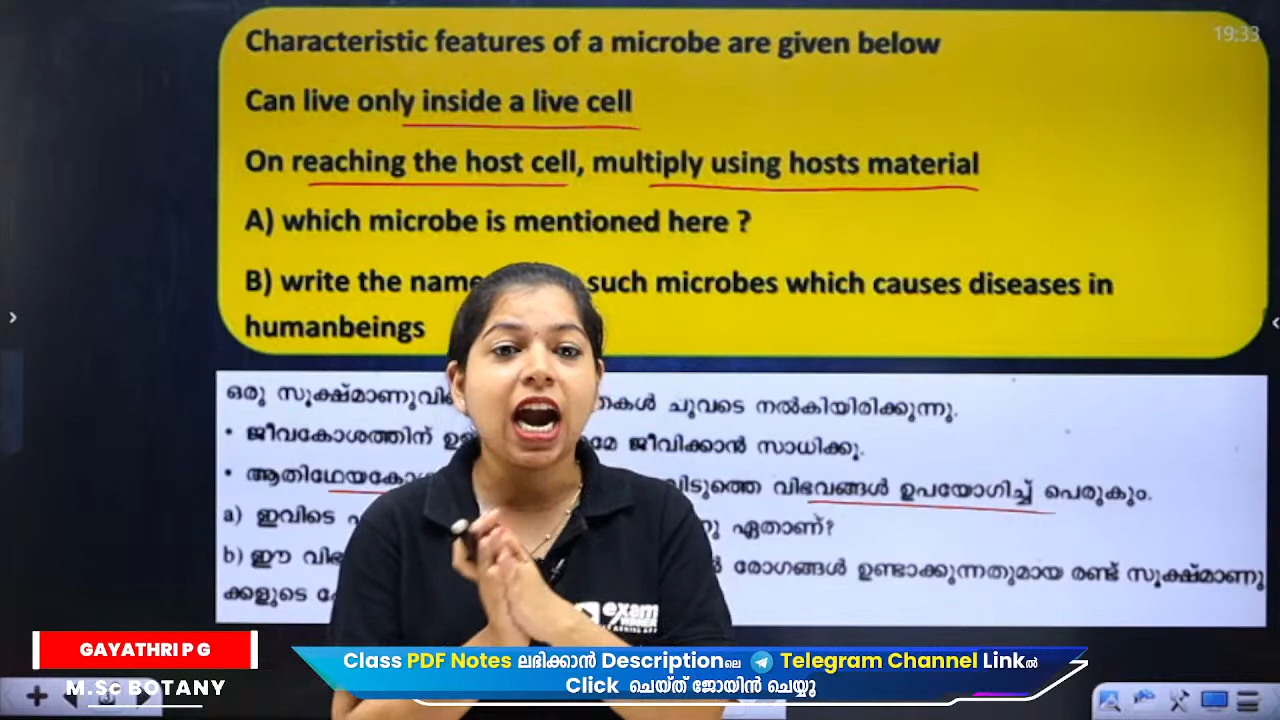 Characteristic features of a microbe are given below
19:33
Can live only inside a live cell
On reaching the host cell, multiply using hosts material
A) which microbe is mentioned here ?
B) write the name such microbes which causes diseases in
humanbeings
ഒരു ചുവടെ നൽകിയിരിക്കുന്നു.
• ജീവകോശത്തിന് ജീവിക്കാൻ സാധിക്കൂ.
• വിഭവങ്ങൾ ഉപയോഗിച്ച് പെരുകും.
a) ഇവിടെ ഏതാണ്?
b) ഈ രോഗങ്ങൾ ഉണ്ടാക്കുന്നതുമായ രണ്ട് സൂക്ഷ്മാണു
ക്കളുടെ
exam
WINNER
LEARNING APP
GAYATHRI P G
M.Sc BOTANY
Class PDF Notes ലഭിക്കാൻ Descriptionലെ Telegram Channel Linkൽ
Click ചെയ്ത് ജോയിൻ ചെയ്യൂ